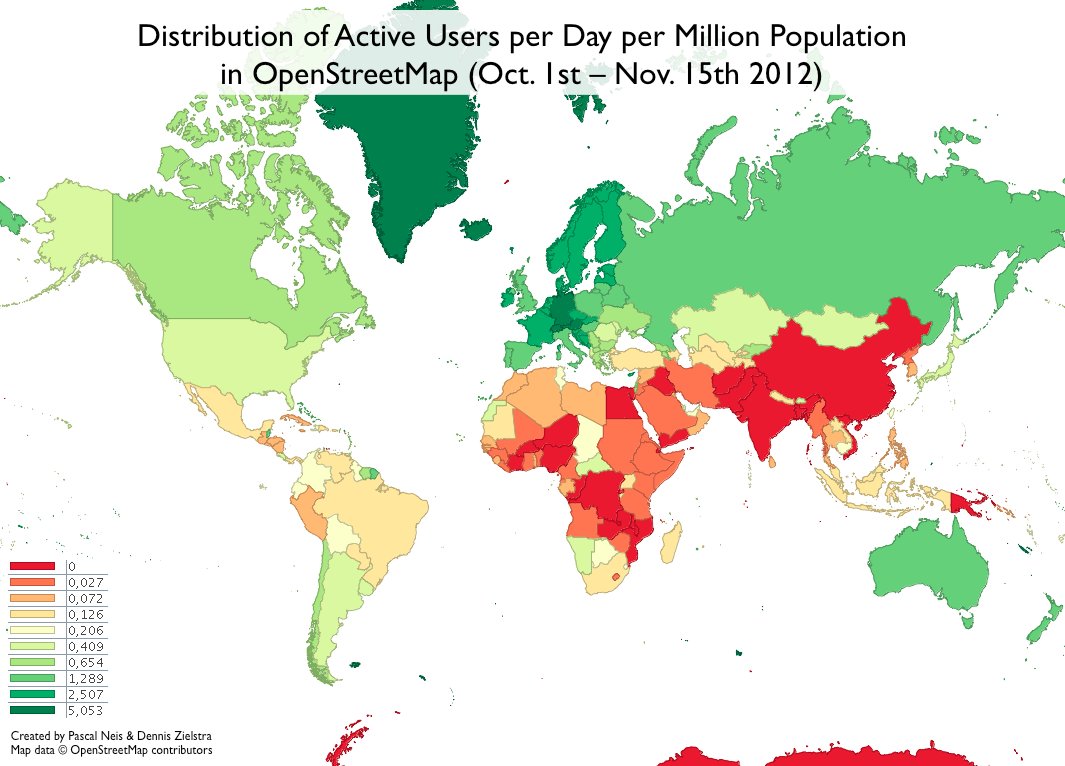 Distribution of Active Users per Day per Million Population
in OpenStreetMap (Oct. 1st – Nov. 15th 2012)
0
0,027
0,072
0,126
0,206
0,409
0,654
1,289
2,507
5,053
Created by Pascal Neis & Dennis Zielstra
Map data © OpenStreetMap contributors